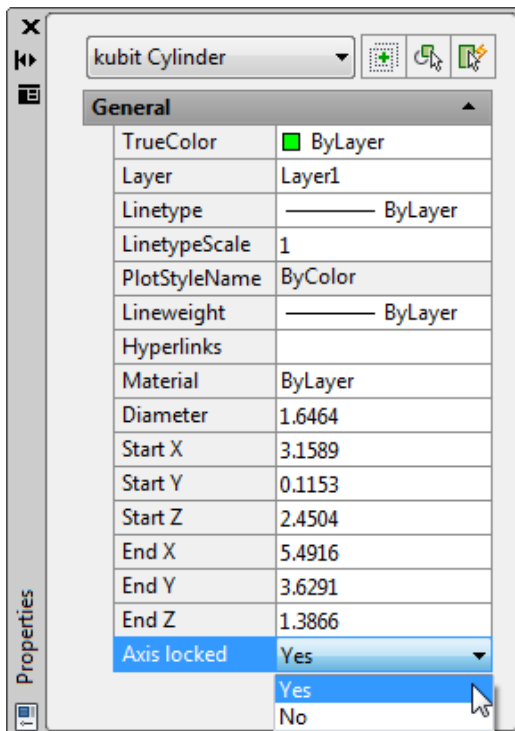 kubit Cylinder
General
TrueColor ByLayer
Layer Layer1
Linetype ByLayer
LinetypeScale 1
PlotStyleName ByColor
Lineweight ByLayer
Hyperlinks
Material ByLayer
Diameter 1.6464
Start X 3.1589
Start Y 0.1153
Start Z 2.4504
End X 5.4916
End Y 3.6291
End Z 1.3866
Axis locked Yes
Yes
No
Properties